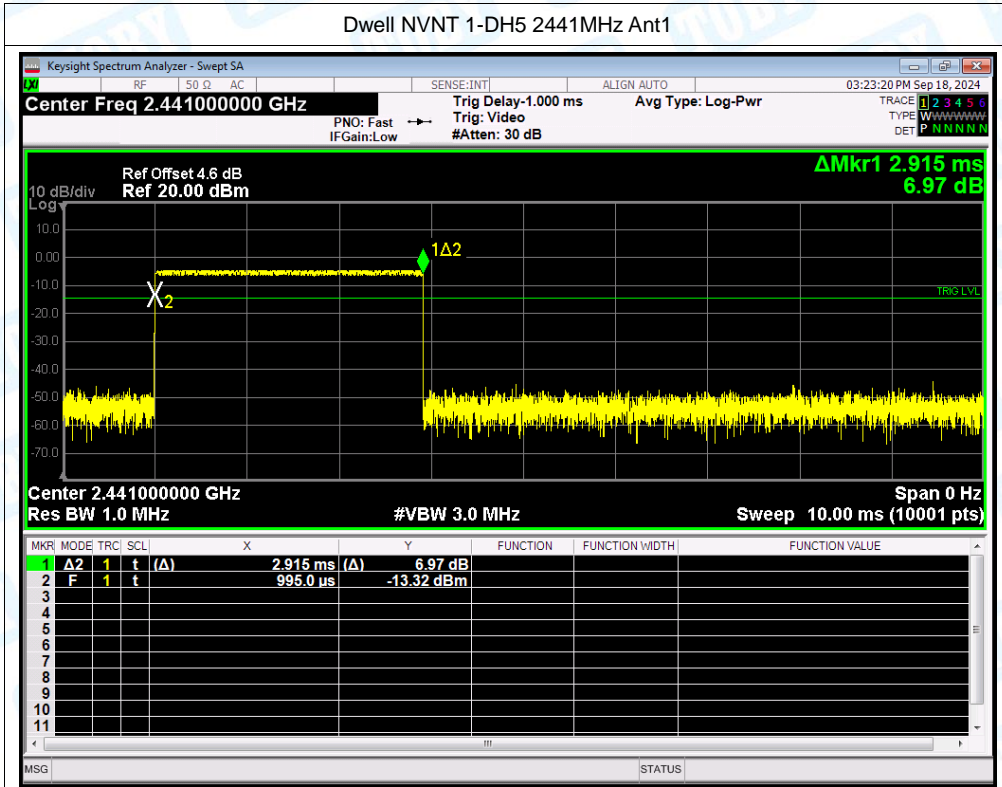 Dwell NVNT 1-DH5 2441MHz Ant1
Keysight Spectrum Analyzer - Swept SA
LXI RF 50 Ω AC SENSE:INT ALIGN AUTO 03:23:20 PM Sep 18, 2024
Center Freq 2.441000000 GHz Trig Delay-1.000 ms Avg Type: Log-Pwr TRACE 1 2 3 4 5 6
PNO: Fast Trig: Video TYPE WWWWWW
IFGain:Low #Atten: 30 dB DET P N N N N N
ΔMkr1 2.915 ms
6.97 dB
Ref Offset 4.6 dB
10 dB/div Ref 20.00 dBm
Log
10.0
0.00
-10.0
-20.0
-30.0
-40.0
-50.0
-60.0
-70.0
1Δ2
X2
TRIG LVL
Center 2.441000000 GHz Span 0 Hz
Res BW 1.0 MHz #VBW 3.0 MHz Sweep 10.00 ms (10001 pts)
MKR MODE TRC SCL X Y FUNCTION FUNCTION WIDTH FUNCTION VALUE
1 Δ2 1 t (Δ) 2.915 ms (Δ) 6.97 dB
2 F 1 t 995.0 µs -13.32 dBm
3
4
5
6
7
8
9
10
11
MSG STATUS